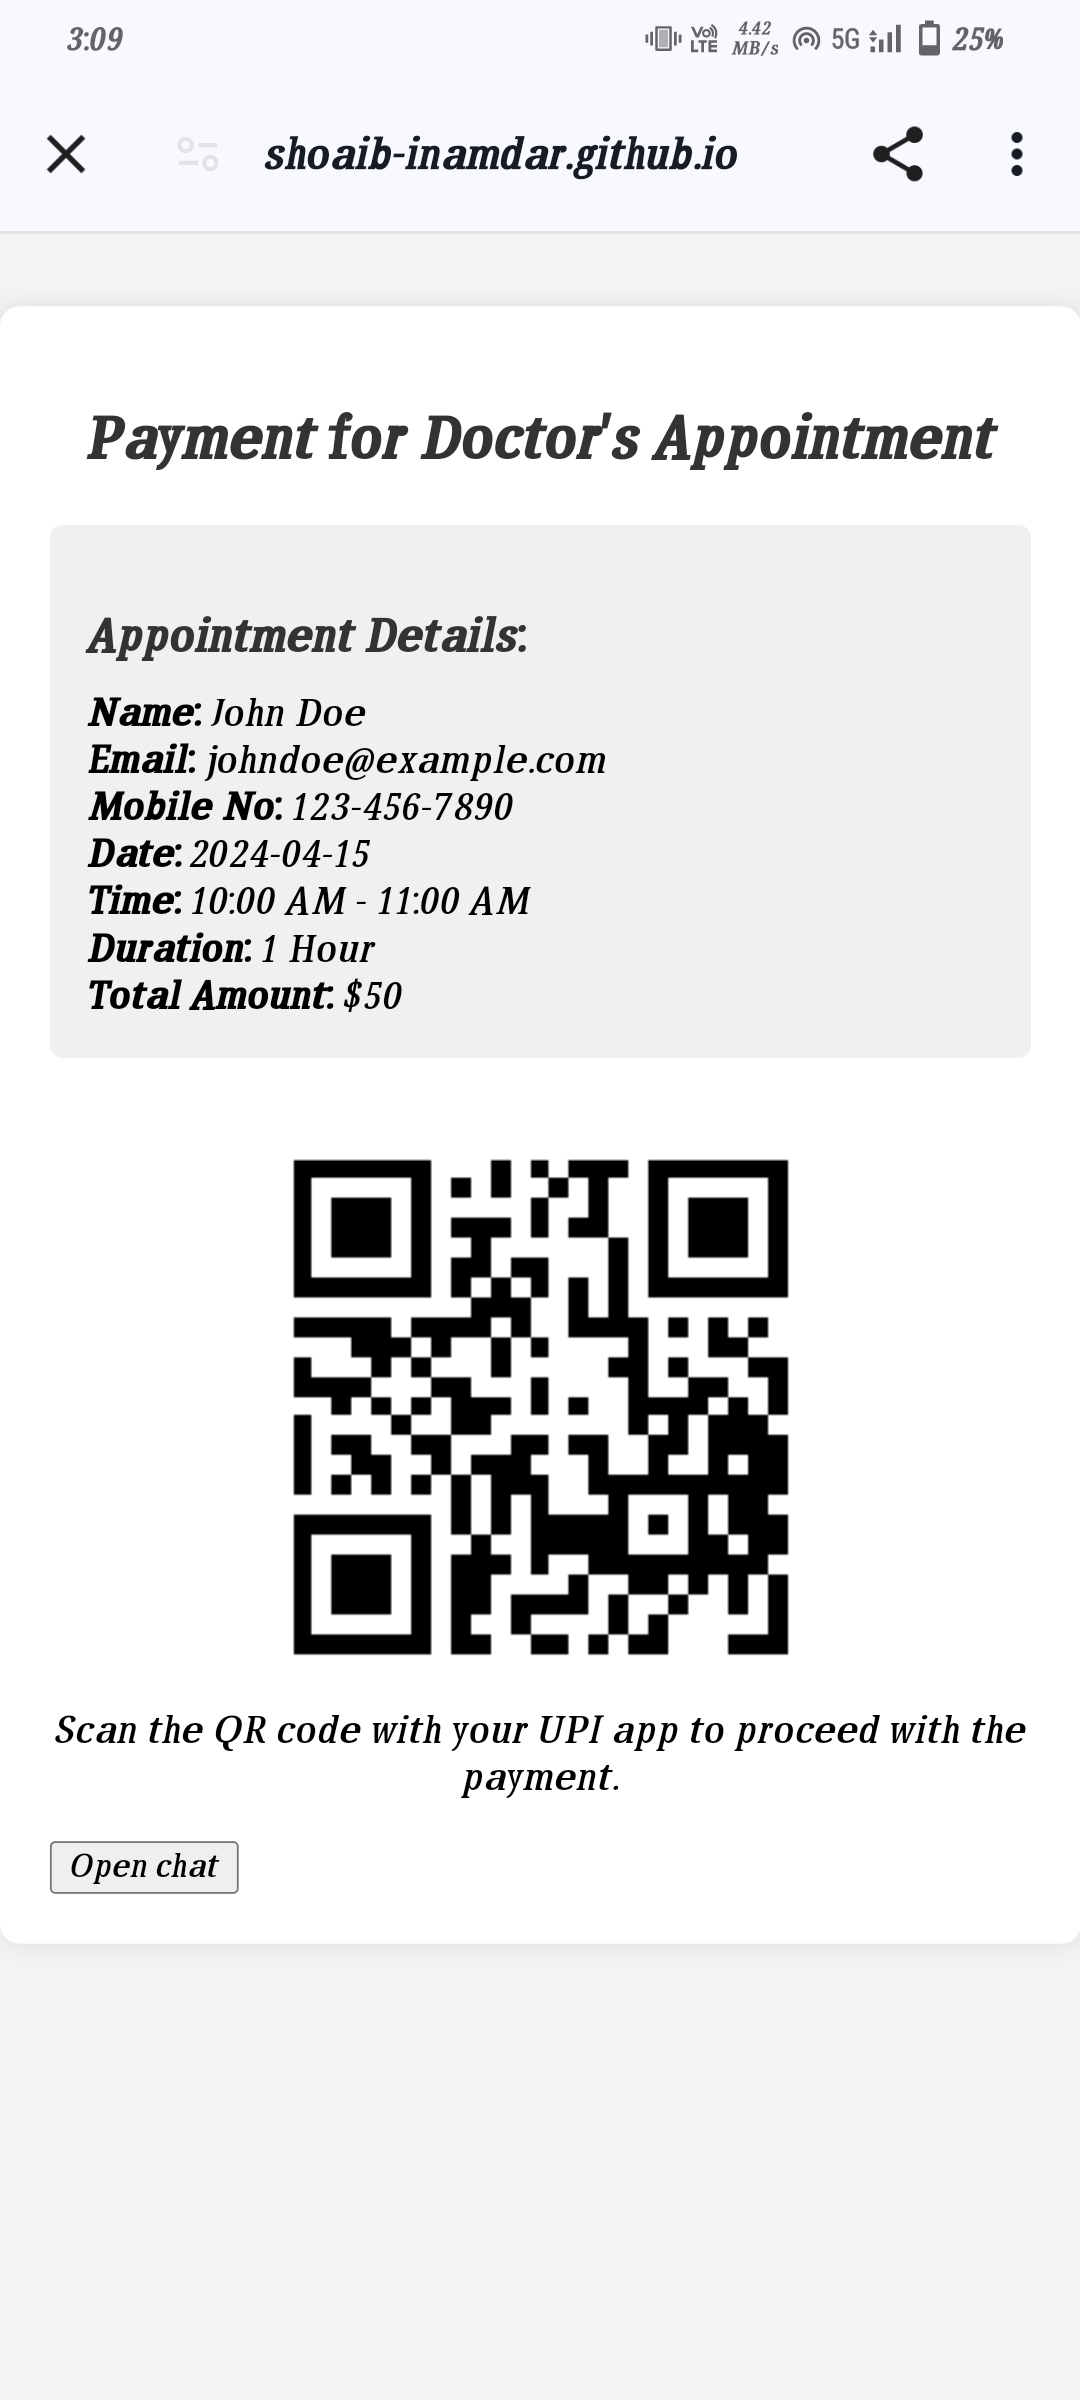 3:09
Vo LTE
4.42 MB/s
5G
25%
shoaib-inamdar.github.io
Payment for Doctor's Appointment
Appointment Details:
Name: John Doe
Email: johndoe@example.com
Mobile No: 123-456-7890
Date: 2024-04-15
Time: 10:00 AM - 11:00 AM
Duration: 1 Hour
Total Amount: $50
Scan the QR code with your UPI app to proceed with the
payment.
Open chat